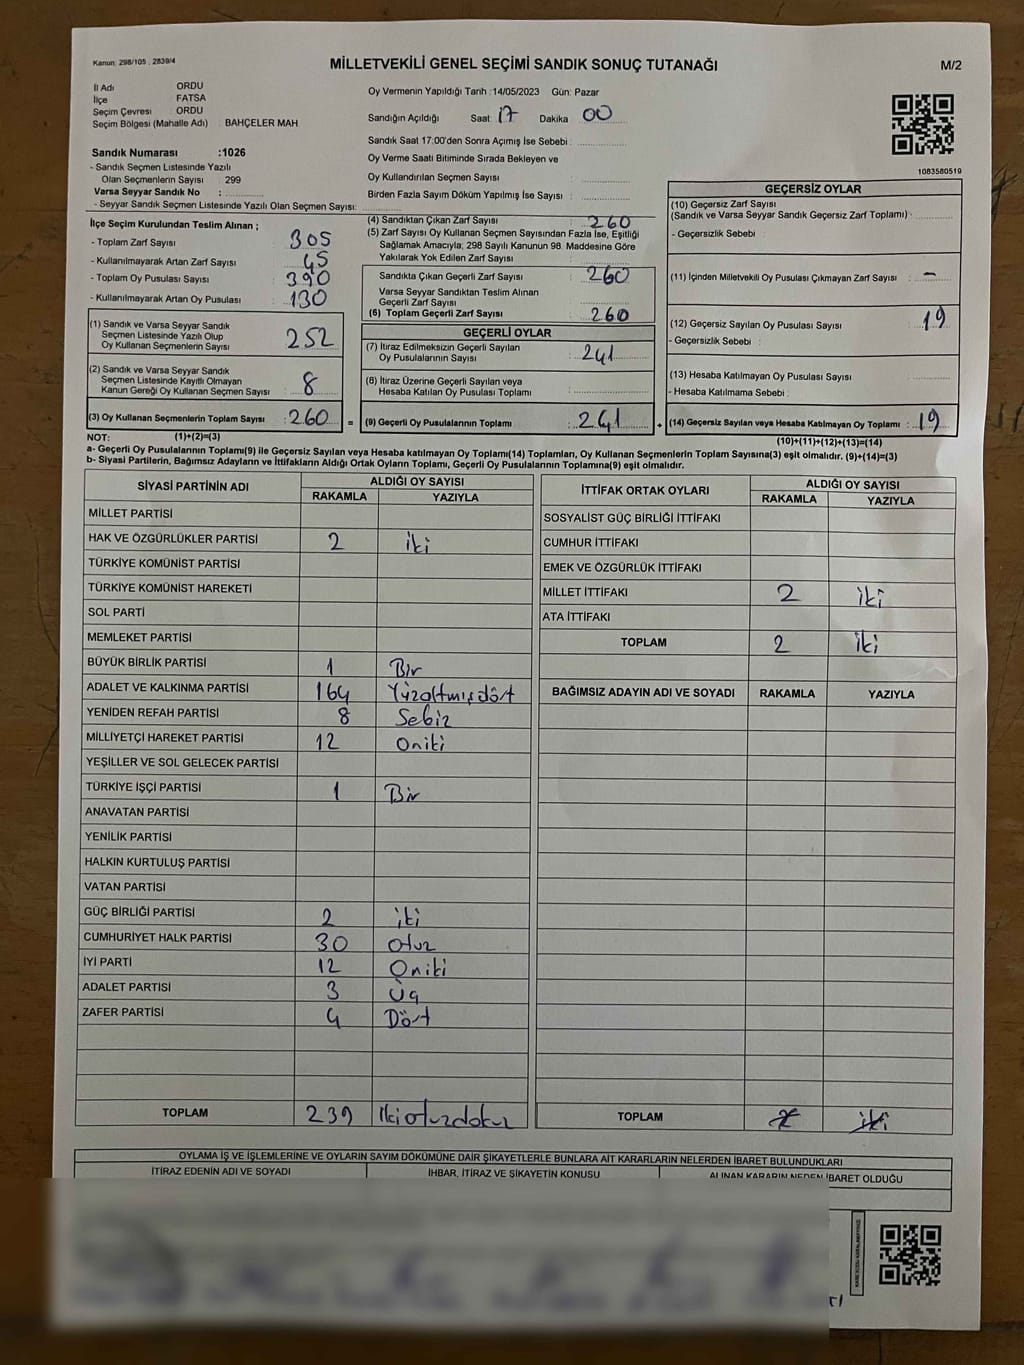 Kanun: 298/105 , 2839/4
MİLLETVEKİLİ GENEL SEÇİMİ SANDIK SONUÇ TUTANAĞI
M/2
İl Adı ORDU
İlçe FATSA
Seçim Çevresi ORDU
Seçim Bölgesi (Mahalle Adı) : BAHÇELER MAH
Sandık Numarası :1026
- Sandık Seçmen Listesinde Yazılı
Olan Seçmenlerin Sayısı : 299
Varsa Seyyar Sandık No :
- Seyyar Sandık Seçmen Listesinde Yazılı Olan Seçmen Sayısı:
Oy Vermenin Yapıldığı Tarih :14/05/2023 Gün: Pazar
Sandığın Açıldığı Saat: 17 Dakika 00
Sandık Saat 17:00'den Sonra Açımış İse Sebebi :
Oy Verme Saati Bitiminde Sırada Bekleyen ve
Oy Kullandırılan Seçmen Sayısı :
Birden Fazla Sayım Döküm Yapılmış İse Sayısı :
1083580519
İlçe Seçim Kurulundan Teslim Alınan ;
- Toplam Zarf Sayısı : 305
- Kullanılmayarak Artan Zarf Sayısı : 45
- Toplam Oy Pusulası Sayısı : 390
- Kullanılmayarak Artan Oy Pusulası : 130
(1) Sandık ve Varsa Seyyar Sandık
Seçmen Listesinde Yazılı Olup
Oy Kullanan Seçmenlerin Sayısı : 252
(2) Sandık ve Varsa Seyyar Sandık
Seçmen Listesinde Kayıtlı Olmayan
Kanun Gereği Oy Kullanan Seçmen Sayısı : 8
(3) Oy Kullanan Seçmenlerin Toplam Sayısı : 260
(4) Sandıktan Çıkan Zarf Sayısı : 260
(5) Zarf Sayısı Oy Kullanan Seçmen Sayısından Fazla İse, Eşitliği
Sağlamak Amacıyla; 298 Sayılı Kanunun 98. Maddesine Göre
Yakılarak Yok Edilen Zarf Sayısı :
Sandıkta Çıkan Geçerli Zarf Sayısı : 260
Varsa Seyyar Sandıktan Teslim Alınan
Geçerli Zarf Sayısı :
(6) Toplam Geçerli Zarf Sayısı : 260
GEÇERLİ OYLAR
(7) İtiraz Edilmeksizin Geçerli Sayılan
Oy Pusulalarının Sayısı : 241
(8) İtiraz Üzerine Geçerli Sayılan veya
Hesaba Katılan Oy Pusulaları Toplamı :
= (9) Geçerli Oy Pusulalarının Toplamı : 241
GEÇERSİZ OYLAR
(10) Geçersiz Zarf Sayısı
(Sandık ve Varsa Seyyar Sandık Geçersiz Zarf Toplamı) :
- Geçersizlik Sebebi :
(11) İçinden Milletvekili Oy Pusulası Çıkmayan Zarf Sayısı : -
(12) Geçersiz Sayılan Oy Pusulası Sayısı : 19
- Geçersizlik Sebebi :
(13) Hesaba Katılmayan Oy Pusulası Sayısı :
- Hesaba Katılmama Sebebi :
+ (14) Geçersiz Sayılan veya Hesaba Katılmayan Oy Toplamı : 19
NOT: (1)+(2)=(3)
(10)+(11)+(12)+(13)=(14)
a- Geçerli Oy Pusulalarının Toplamı(9) ile Geçersiz Sayılan veya Hesaba katılmayan Oy Toplamı(14) Toplamları, Oy Kullanan Seçmenlerin Toplam Sayısına(3) eşit olmalıdır. (9)+(14)=(3)
b- Siyasi Partilerin, Bağımsız Adayların ve İttifakların Aldığı Ortak Oyların Toplamı, Geçerli Oy Pusulalarının Toplamına(9) eşit olmalıdır.
SİYASİ PARTİNİN ADI ALDIĞI OY SAYISI
RAKAMLA YAZIYLA
MİLLET PARTİSİ
HAK VE ÖZGÜRLÜKLER PARTİSİ 2 iki
TÜRKİYE KOMÜNİST PARTİSİ
TÜRKİYE KOMÜNİST HAREKETİ
SOL PARTİ
MEMLEKET PARTİSİ
BÜYÜK BİRLİK PARTİSİ 1 Bir
ADALET VE KALKINMA PARTİSİ 164 Yüzaltmışdört
YENİDEN REFAH PARTİSİ 8 Sekiz
MİLLİYETÇİ HAREKET PARTİSİ 12 Oniki
YEŞİLLER VE SOL GELECEK PARTİSİ
TÜRKİYE İŞÇİ PARTİSİ 1 Bir
ANAVATAN PARTİSİ
YENİLİK PARTİSİ
HALKIN KURTULUŞ PARTİSİ
VATAN PARTİSİ
GÜÇ BİRLİĞİ PARTİSİ 2 iki
CUMHURİYET HALK PARTİSİ 30 otuz
İYİ PARTİ 12 Oniki
ADALET PARTİSİ 3 Üç
ZAFER PARTİSİ 4 Dört
TOPLAM 239 ikiotuzdokuz
İTTİFAK ORTAK OYLARI ALDIĞI OY SAYISI
RAKAMLA YAZIYLA
SOSYALİST GÜÇ BİRLİĞİ İTTİFAKI
CUMHUR İTTİFAKI
EMEK VE ÖZGÜRLÜK İTTİFAKI
MİLLET İTTİFAKI 2 iki
ATA İTTİFAKI
TOPLAM 2 iki
BAĞIMSIZ ADAYIN ADI VE SOYADI RAKAMLA YAZIYLA
TOPLAM 2 iki
OYLAMA İŞ VE İŞLEMLERİNE VE OYLARIN SAYIM DÖKÜMÜNE DAİR ŞİKAYETLERLE BUNLARA AİT KARARLARIN NELERDEN İBARET BULUNDUKLARI
İTİRAZ EDENİN ADI VE SOYADI İHBAR, İTİRAZ VE ŞİKAYETİN KONUSU ALINAN KARARIN NEDEN İBARET OLDUĞU